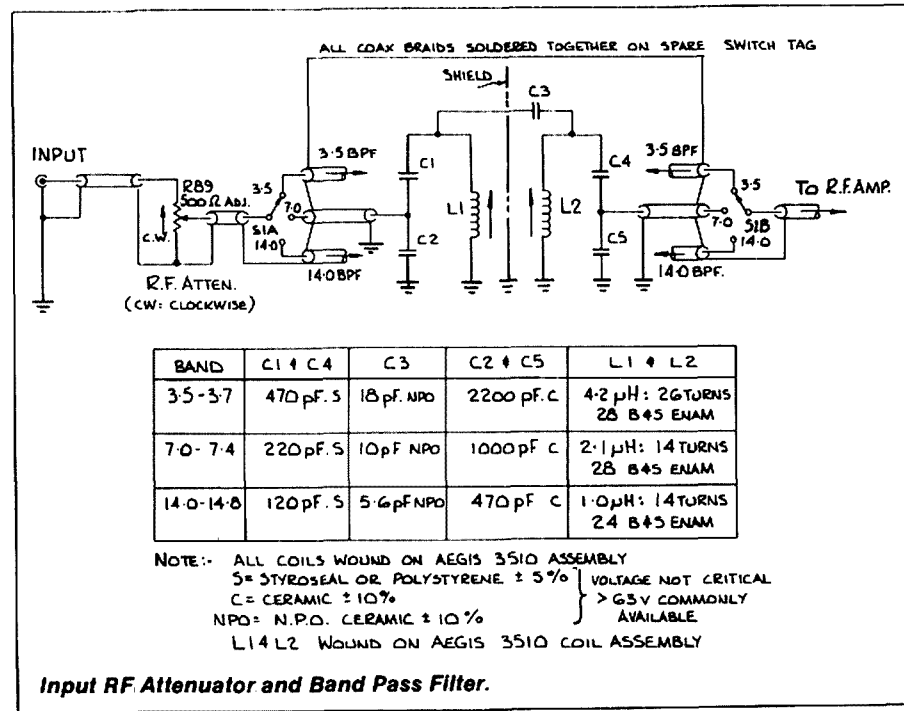 ALL COAX BRAIDS SOLDERED TOGETHER ON SPARE SWITCH TAG
SHIELD
C3
INPUT
R89
500Ω ADJ.
C.W.
R.F. ATTEN.
(CW: CLOCKWISE)
3.5
7.0
S1A
14.0
3.5 BPF
14.0 BPF
C1
C2
L1
L2
C4
C5
3.5 BPF
14.0 BPF.
3.5
7.0
S1B
14.0
TO R.F. AMP.
BAND C1 & C4 C3 C2 & C5 L1 & L2
3.5-3.7 470 pF. S 18 pF. NPO 2200 pF. C 4.2 µH: 26 TURNS
28 B&S ENAM
7.0-7.4 220 pF. S 10pF NPO 1000 pF C 2.1 µH: 14 TURNS
28 B&S ENAM
14.0-14.8 120 pF. S 5.6 pF NPO 470 pF C 1.0 µH: 14 TURNS
24 B&S ENAM
NOTE:- ALL COILS WOUND ON AEGIS 3510 ASSEMBLY
S= STYROSEAL OR POLYSTYRENE ± 5%
C= CERAMIC ± 10%
NPO= N.P.O. CERAMIC ± 10%
VOLTAGE NOT CRITICAL
> 63V COMMONLY
AVAILABLE
L1 & L2 WOUND ON AEGIS 3510 COIL ASSEMBLY
Input RF Attenuator and Band Pass Filter.